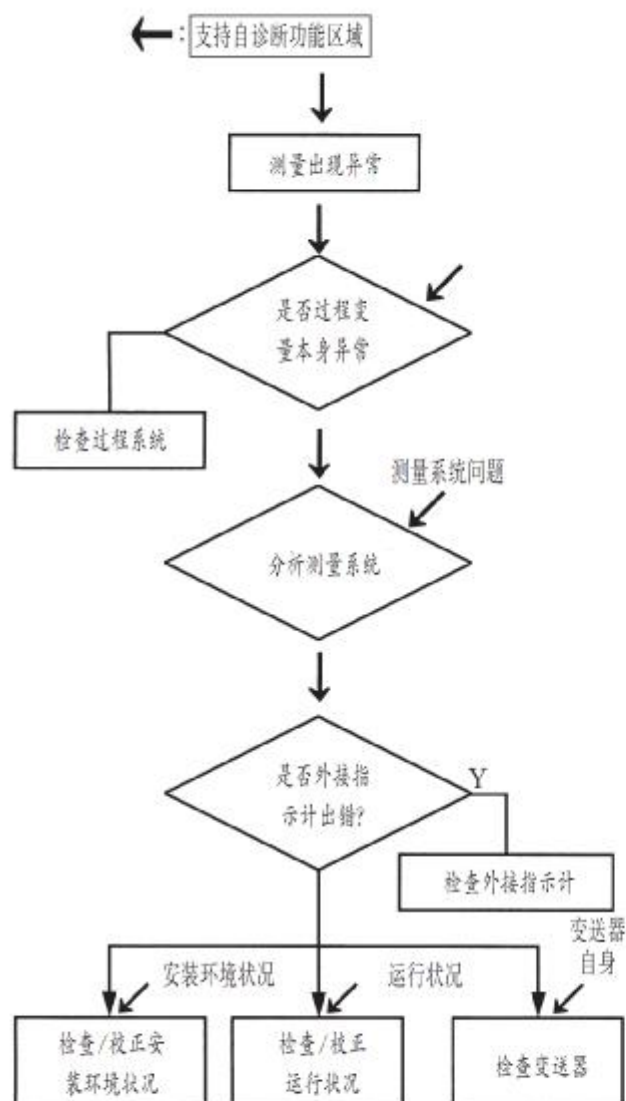 ：支持自诊断功能区域
测量出现异常
是否过程变
量本身异常
检查过程系统
测量系统问题
分析测量系统
是否外接指
示计出错?
Y
检查外接指示计
变送器
自身
安装环境状况
运行状况
检查/校正安
装环境状况
检查/校正
运行状况
检查变送器